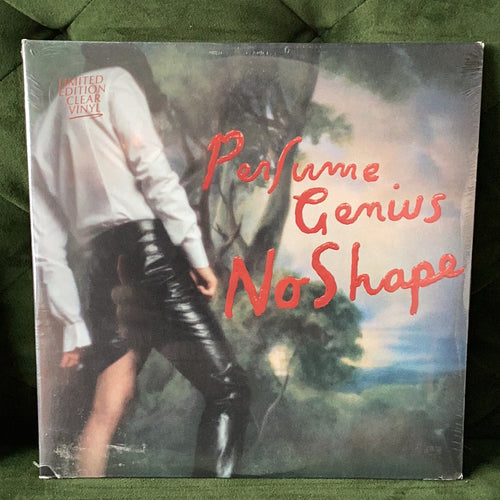 LIMITED
EDITION
CLEAR
VINYL
Perfume
Genius
No Shape